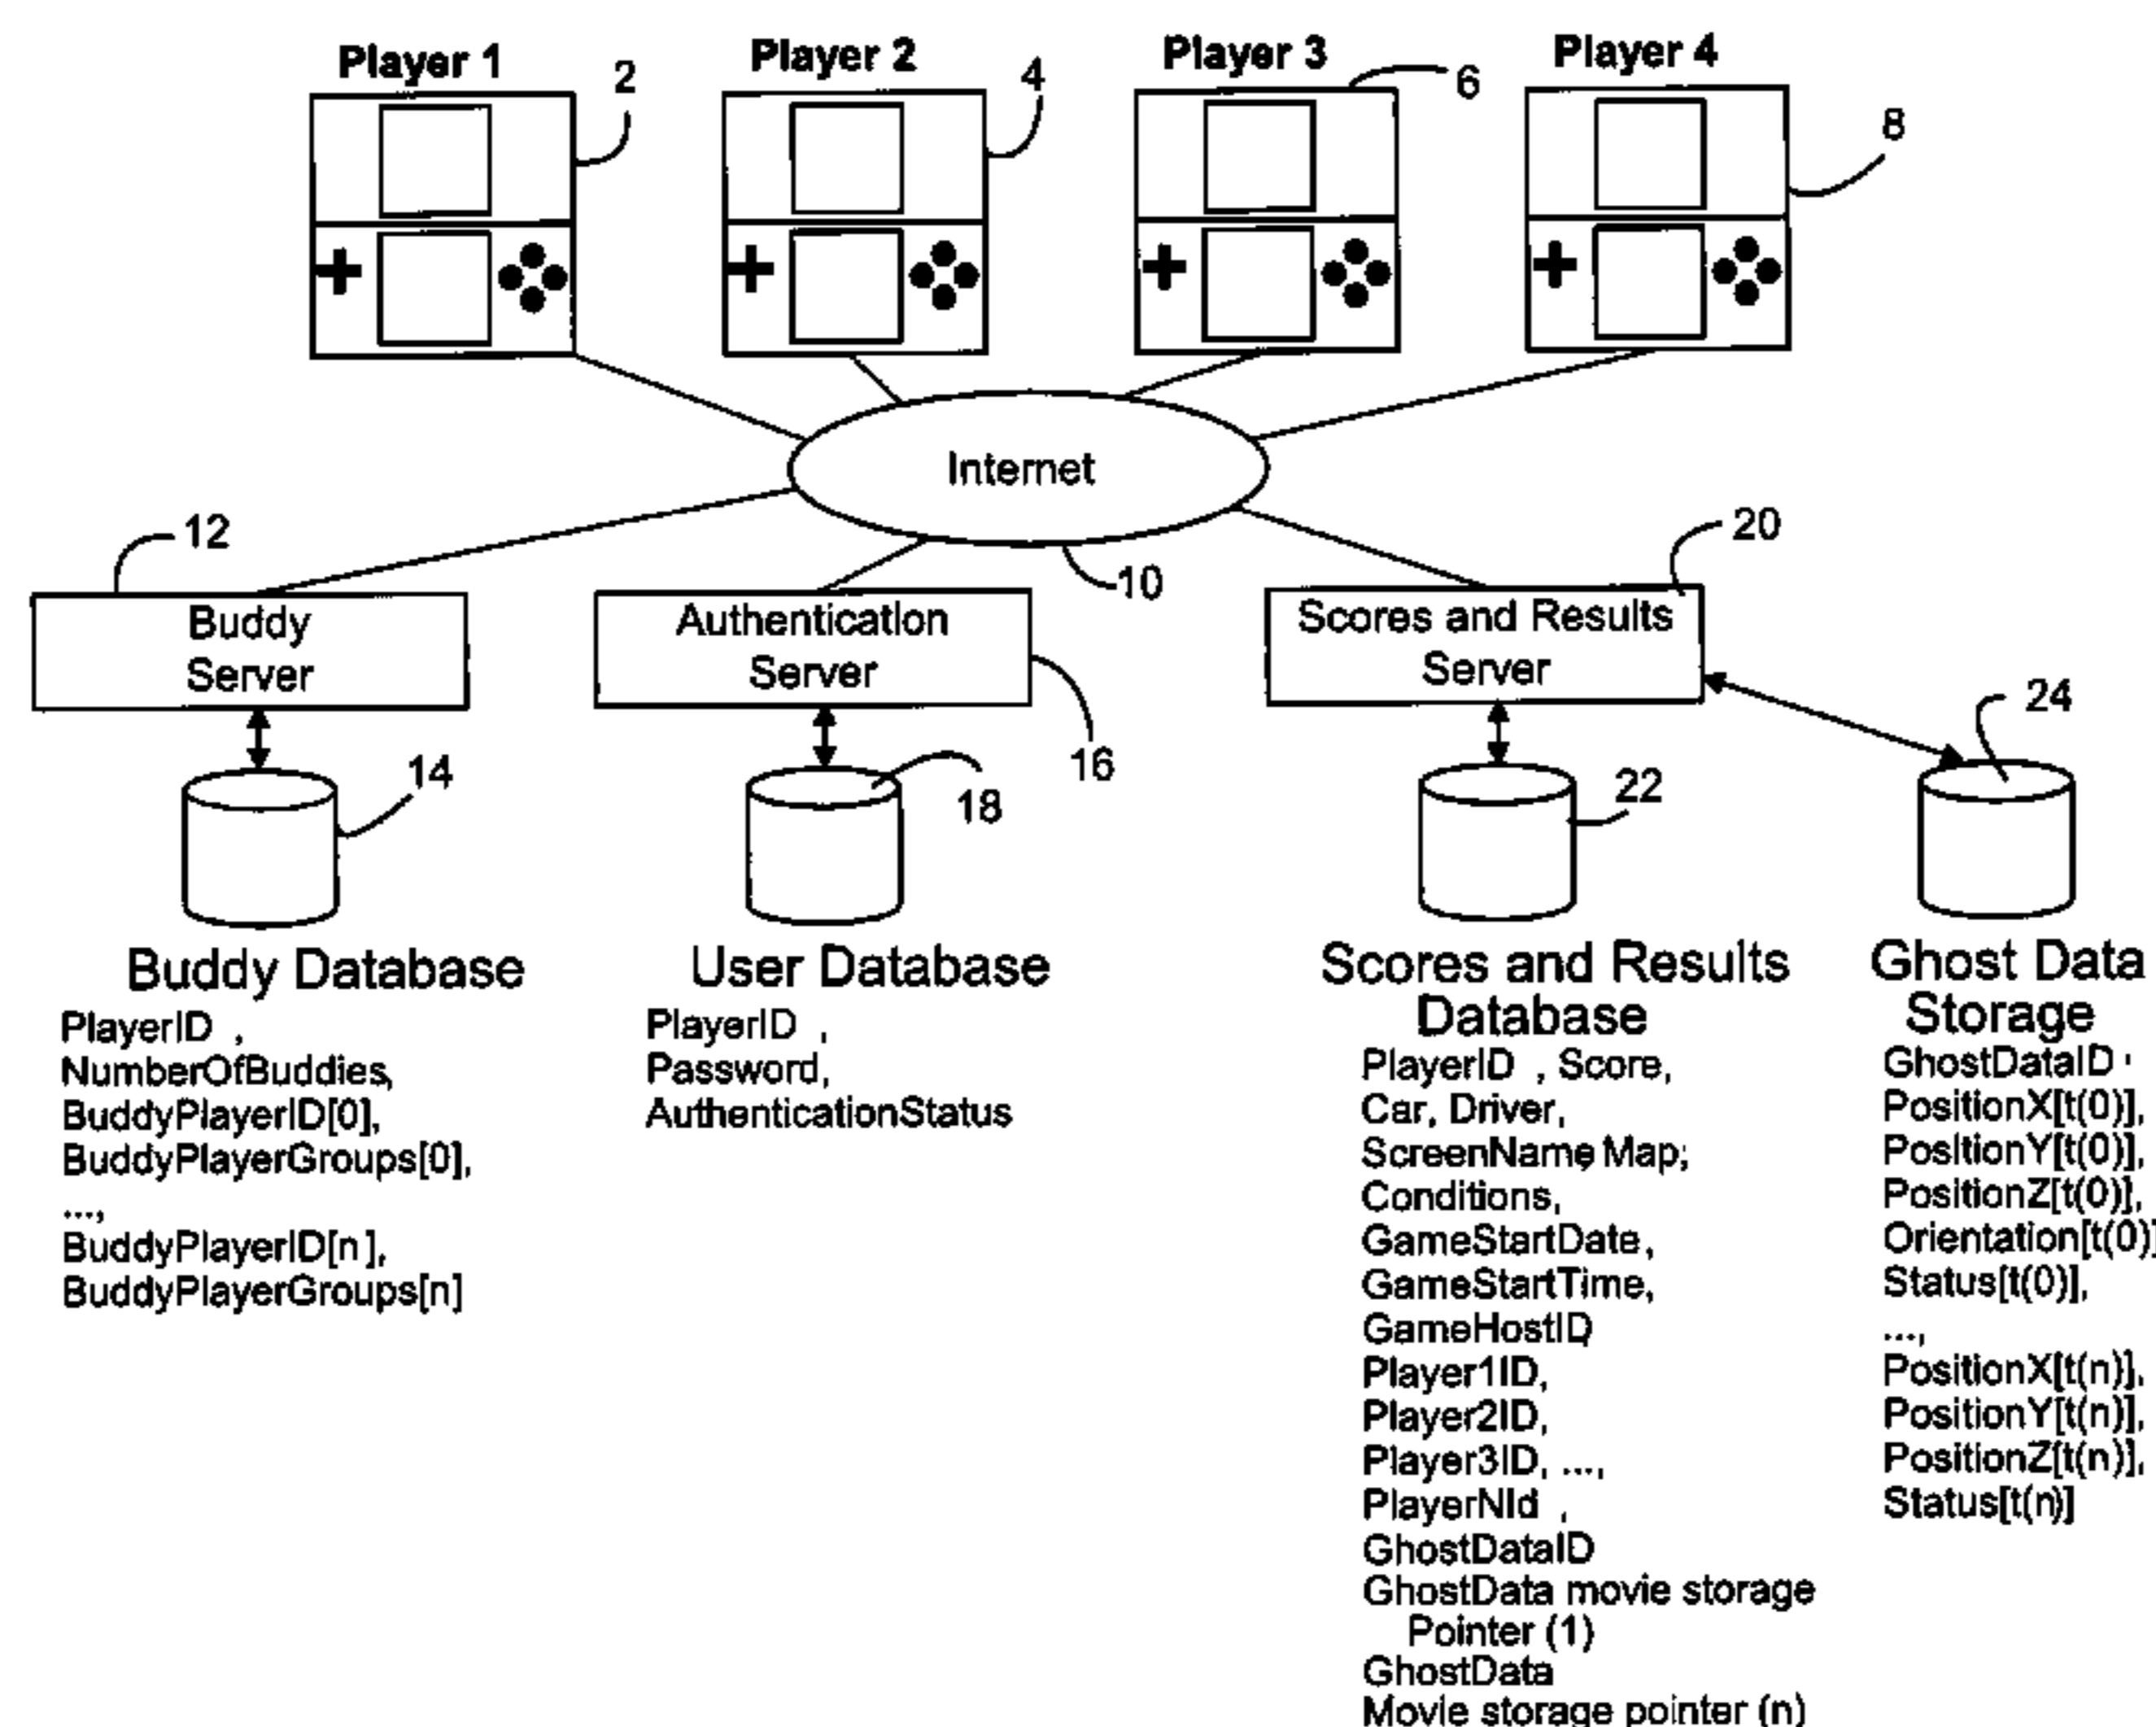 Player 1
Player 2
Player 3
Player 4
2
4
6
8
Internet
10
12
Buddy
Server
Authentication
Server
16
20
Scores and Results
Server
14
18
22
24
Buddy Database
PlayerID ,
NumberOfBuddies,
BuddyPlayerID[0],
BuddyPlayerGroups[0],
...,
BuddyPlayerID[n],
BuddyPlayerGroups[n]
User Database
PlayerID ,
Password,
AuthenticationStatus
Scores and Results
Database
PlayerID , Score,
Car, Driver,
ScreenName Map;
Conditions,
GameStartDate,
GameStartTime,
GameHostID
Player1ID,
Player2ID,
Player3ID, ...,
PlayerNId ,
GhostDataID
GhostData movie storage
Pointer (1)
GhostData
Movie storage pointer (n)
Ghost Data
Storage
GhostDataID
PositionX[t(0)],
PositionY[t(0)],
PositionZ[t(0)],
Orientation[t(0)]
Status[t(0)],
...,
PositionX[t(n)],
PositionY[t(n)],
PositionZ[t(n)],
Status[t(n)]